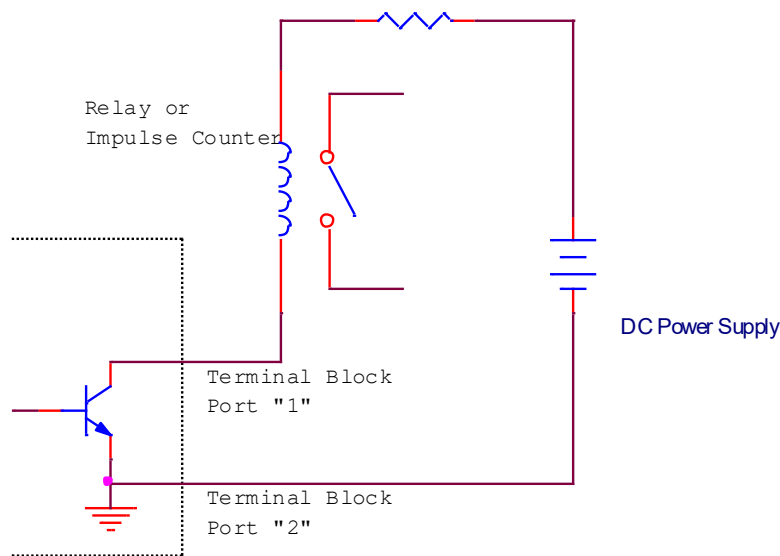 Relay or
Impulse Counter
DC Power Supply
Terminal Block
Port "1"
Terminal Block
Port "2"